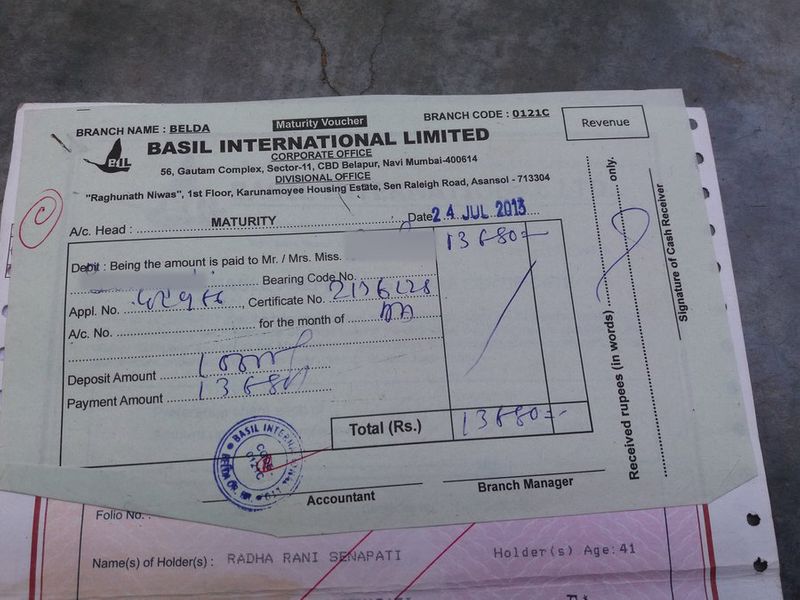 BRANCH NAME : BELDA
Maturity Voucher
BRANCH CODE : 0121C
Revenue
BIL
BASIL INTERNATIONAL LIMITED
CORPORATE OFFICE
56, Gautam Complex, Sector-11, CBD Belapur, Navi Mumbai-400614
DIVISIONAL OFFICE
"Raghunath Niwas", 1st Floor, Karunamoyee Housing Estate, Sen Raleigh Road, Asansol - 713304
A/c. Head : MATURITY Date 24 JUL 2013
Debit : Being the amount is paid to Mr. / Mrs. Miss. 13680=
Bearing Code No.
Appl. No. , Certificate No. 2136128
A/c. No. for the month of
Deposit Amount
Payment Amount 13680/
Total (Rs.) 13680=
Accountant
Branch Manager
Received rupees (in words) only.
Signature of Cash Receiver
BASIL INTERNA
CODE
0121C
Folio No. :
Name(s) of Holder(s) : RADHA RANI SENAPATI Holder(s) Age:41